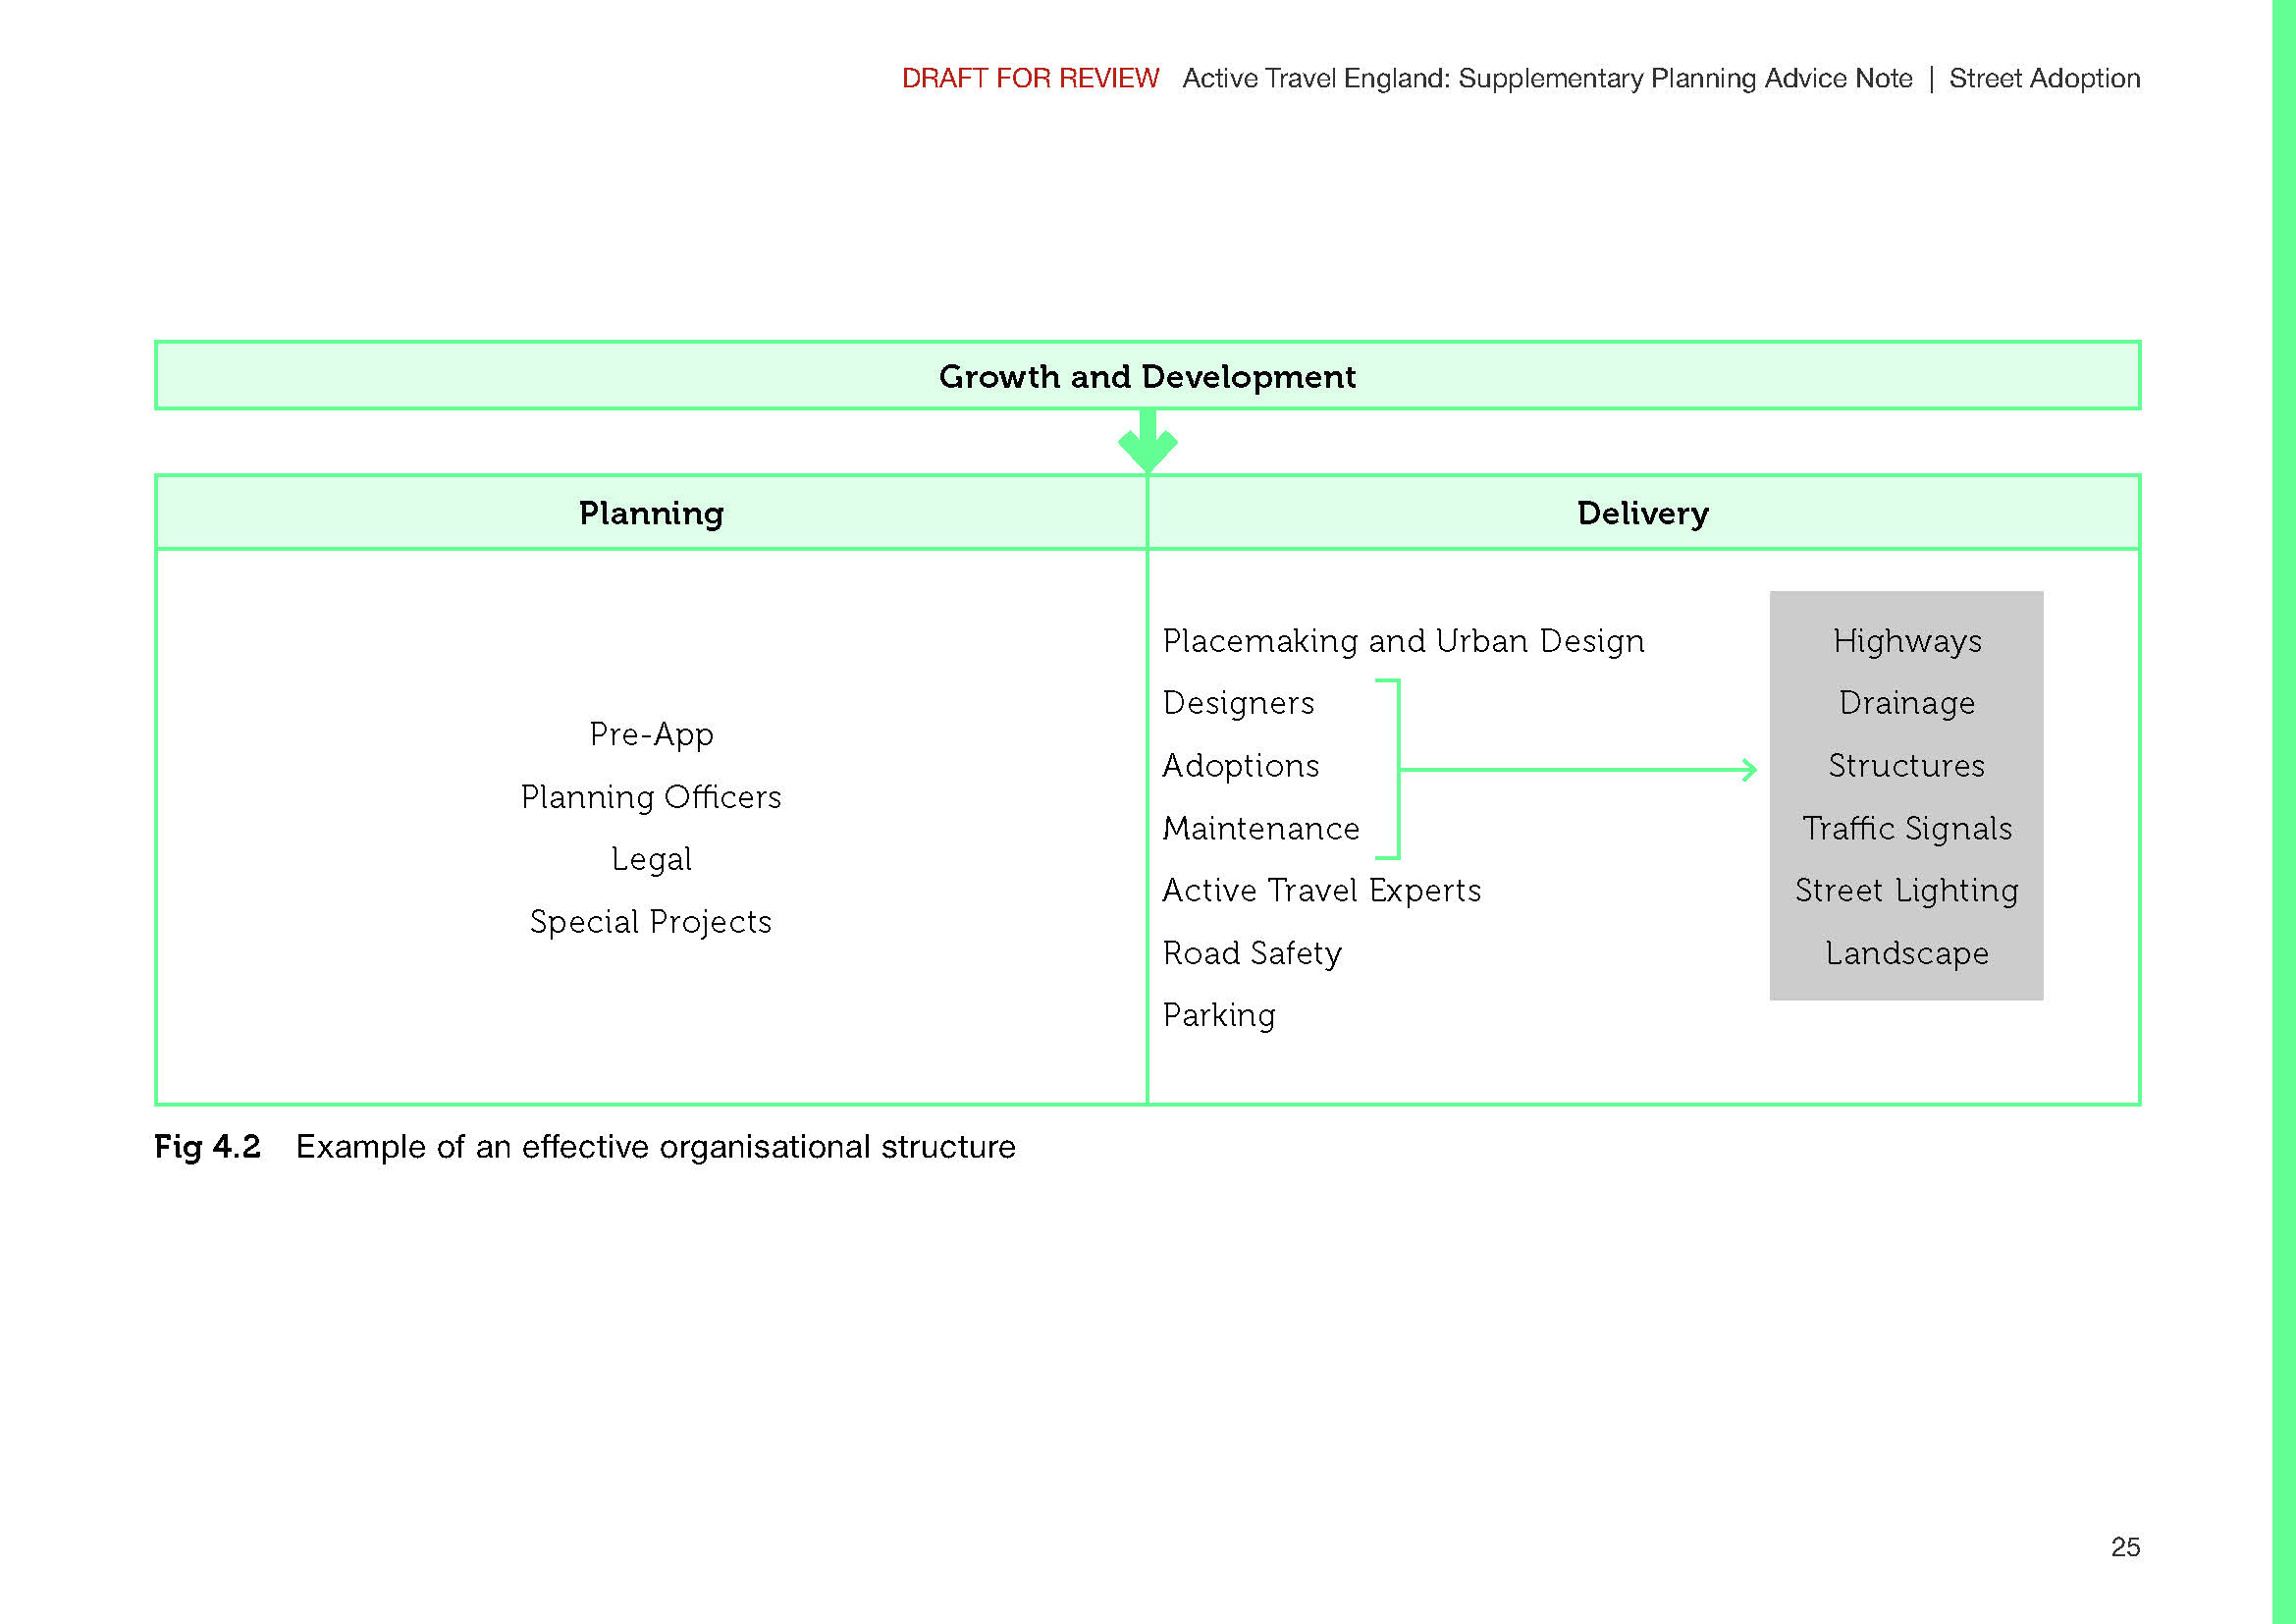 DRAFT FOR REVIEW Active Travel England: Supplementary Planning Advice Note | Street Adoption
Growth and Development
Planning
Delivery
Pre-App
Planning Officers
Legal
Special Projects
Placemaking and Urban Design
Designers
Adoptions
Maintenance
Active Travel Experts
Road Safety
Parking
Highways
Drainage
Structures
Traffic Signals
Street Lighting
Landscape
Fig 4.2 Example of an effective organisational structure
25